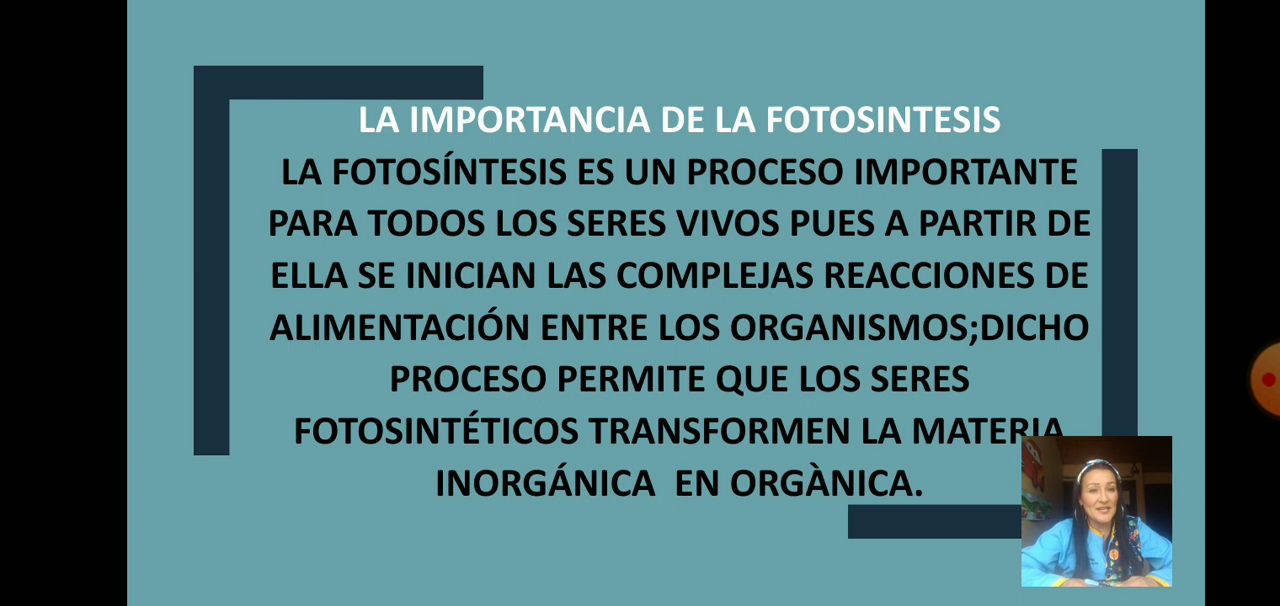 LA IMPORTANCIA DE LA FOTOSINTESIS
LA FOTOSÍNTESIS ES UN PROCESO IMPORTANTE
PARA TODOS LOS SERES VIVOS PUES A PARTIR DE
ELLA SE INICIAN LAS COMPLEJAS REACCIONES DE
ALIMENTACIÓN ENTRE LOS ORGANISMOS;DICHO
PROCESO PERMITE QUE LOS SERES
FOTOSINTÉTICOS TRANSFORMEN LA MATERIA
INORGÁNICA  EN ORGÀNICA.